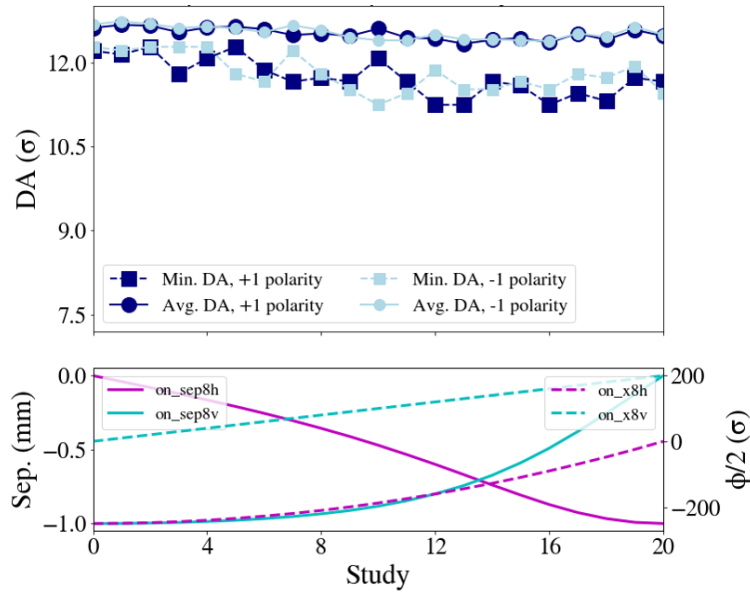 12.0
10.5
9.0
7.5
DA (σ)
Min. DA, +1 polarity
Min. DA, -1 polarity
Avg. DA, +1 polarity
Avg. DA, -1 polarity
0.0
−0.5
−1.0
Sep. (mm)
on_sep8h
on_sep8v
on_x8h
on_x8v
200
0
−200
ϕ/2 (σ)
0
4
8
12
16
20
Study